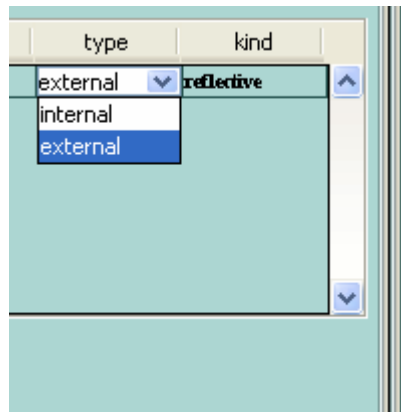 type kind
external reflective
internal
external